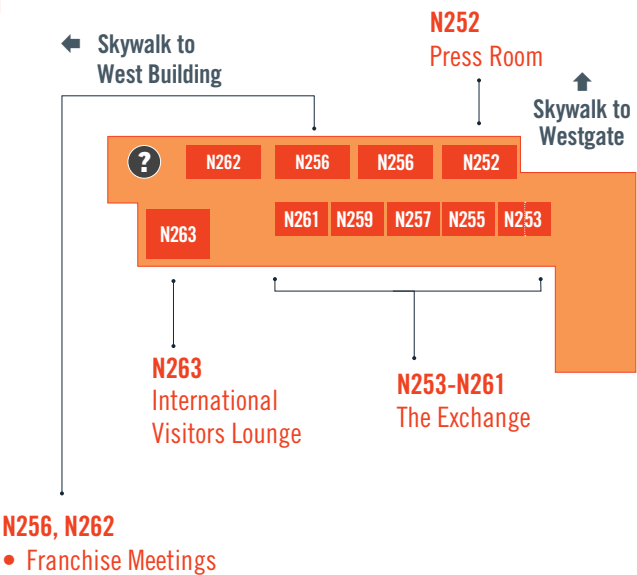 N252
Press Room
Skywalk to
West Building
Skywalk to
Westgate
?
N262
N256
N256
N252
N261
N259
N257
N255
N253
N263
N263
International
Visitors Lounge
N253-N261
The Exchange
N256, N262
• Franchise Meetings